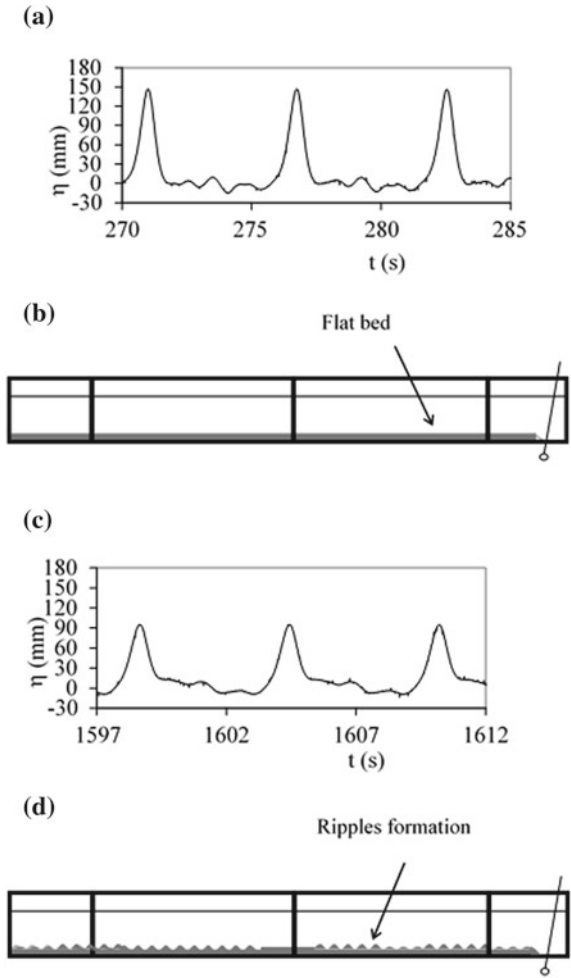 (a)
180
150
120
90
60
30
0
-30
η (mm)
270 275 280 285
t (s)
(b)
Flat bed
(c)
180
150
120
90
60
30
0
-30
η (mm)
1597 1602 1607 1612
t (s)
(d)
Ripples formation